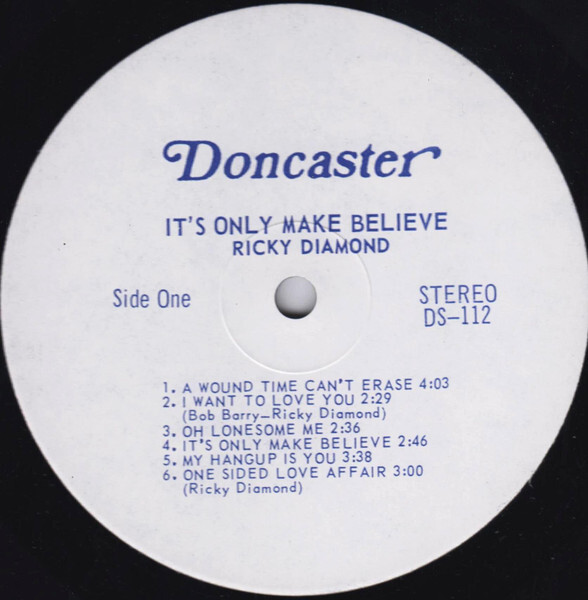 Doncaster
IT'S ONLY MAKE BELIEVE
RICKY DIAMOND
Side One
STEREO
DS-112
1. A WOUND TIME CAN'T ERASE 4:03
2. I WANT TO LOVE YOU 2:29
(Bob Barry-Ricky Diamond)
3. OH LONESOME ME 2:36
4. IT'S ONLY MAKE BELIEVE 2:46
5. MY HANGUP IS YOU 3:38
6. ONE SIDED LOVE AFFAIR 3:00
(Ricky Diamond)